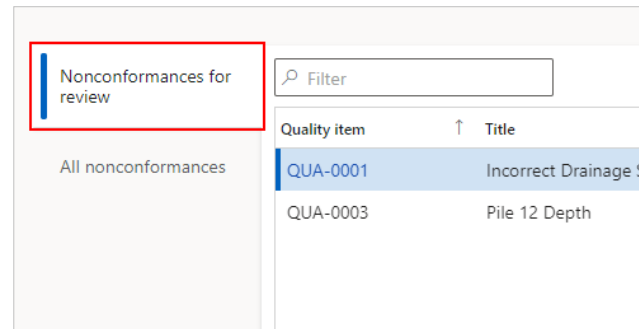 Nonconformances for
review
All nonconformances
Filter
Quality item ↑ Title
QUA-0001 Incorrect Drainage
QUA-0003 Pile 12 Depth